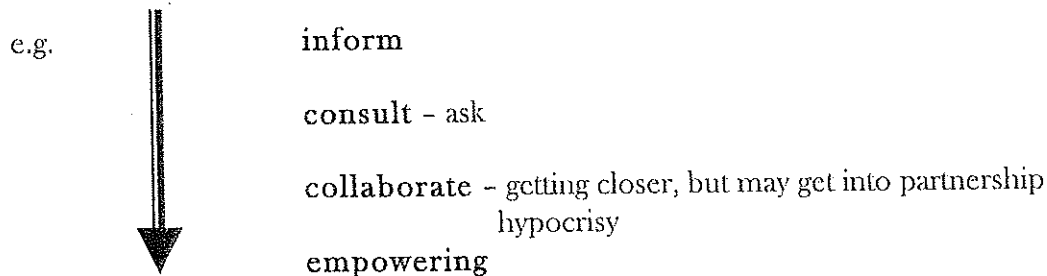 e.g.
inform
consult - ask
collaborate - getting closer, but may get into partnership
hypocrisy
empowering